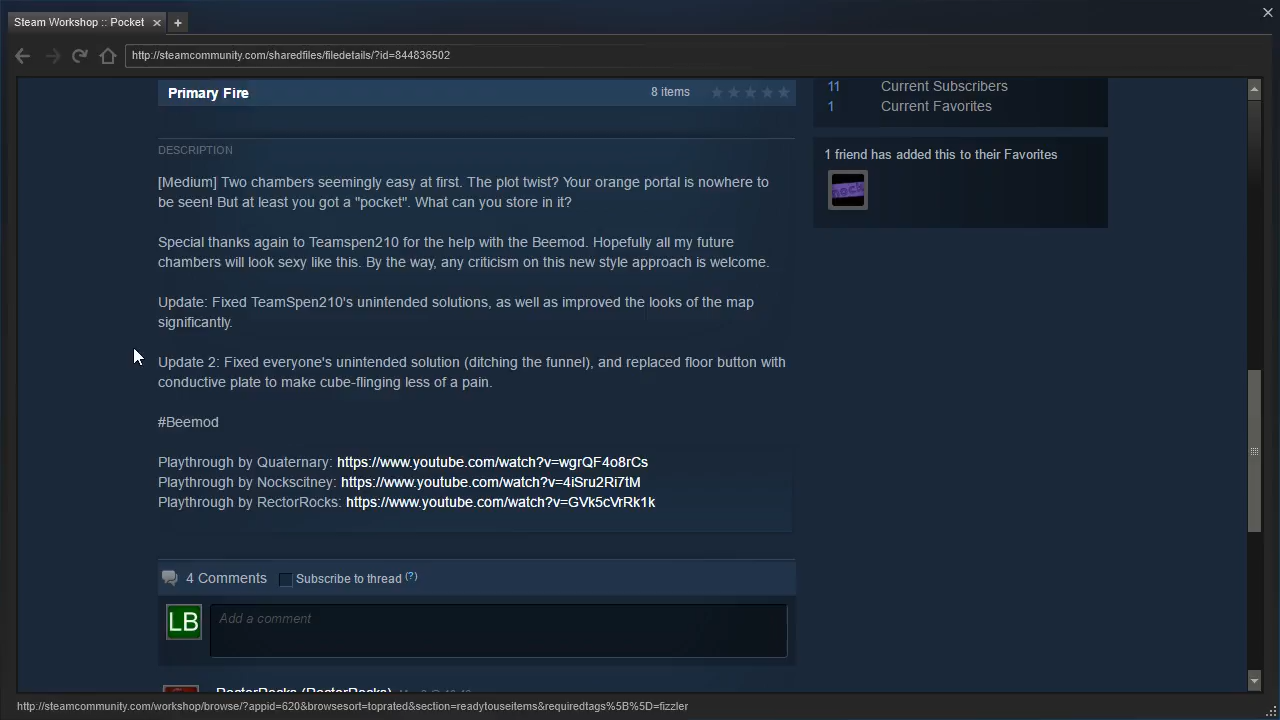 Steam Workshop :: Pocket
http://steamcommunity.com/sharedfiles/filedetails/?id=844836502
Primary Fire
8 items
11 Current Subscribers
1 Current Favorites
1 friend has added this to their Favorites
nock
DESCRIPTION
[Medium] Two chambers seemingly easy at first. The plot twist? Your orange portal is nowhere to
be seen! But at least you got a "pocket". What can you store in it?
Special thanks again to Teamspen210 for the help with the Beemod. Hopefully all my future
chambers will look sexy like this. By the way, any criticism on this new style approach is welcome.
Update: Fixed TeamSpen210's unintended solutions, as well as improved the looks of the map
significantly.
Update 2: Fixed everyone's unintended solution (ditching the funnel), and replaced floor button with
conductive plate to make cube-flinging less of a pain.
#Beemod
Playthrough by Quaternary: https://www.youtube.com/watch?v=wgrQF4o8rCs
Playthrough by Nockscitney: https://www.youtube.com/watch?v=4iSru2Ri7tM
Playthrough by RectorRocks: https://www.youtube.com/watch?v=GVk5cVrRk1k
4 Comments
Subscribe to thread (?)
LB
Add a comment
RectorRocks (RectorRocks)
http://steamcommunity.com/workshop/browse/?appid=620&browsesort=toprated&section=readytouseitems&requiredtags%5B%5D=fizzler